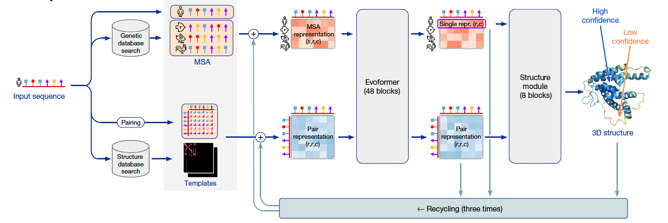 Input sequence
Genetic
database
search
MSA
Pairing
Structure
database
search
Templates
MSA
representation
(s,r,c)
Pair
representation
(r,r,c)
Evoformer
(48 blocks)
Single repr. (r,c)
Pair
representation
(r,r,c)
Structure
module
(8 blocks)
High
confidence
Low
confidence
3D structure
← Recycling (three times)